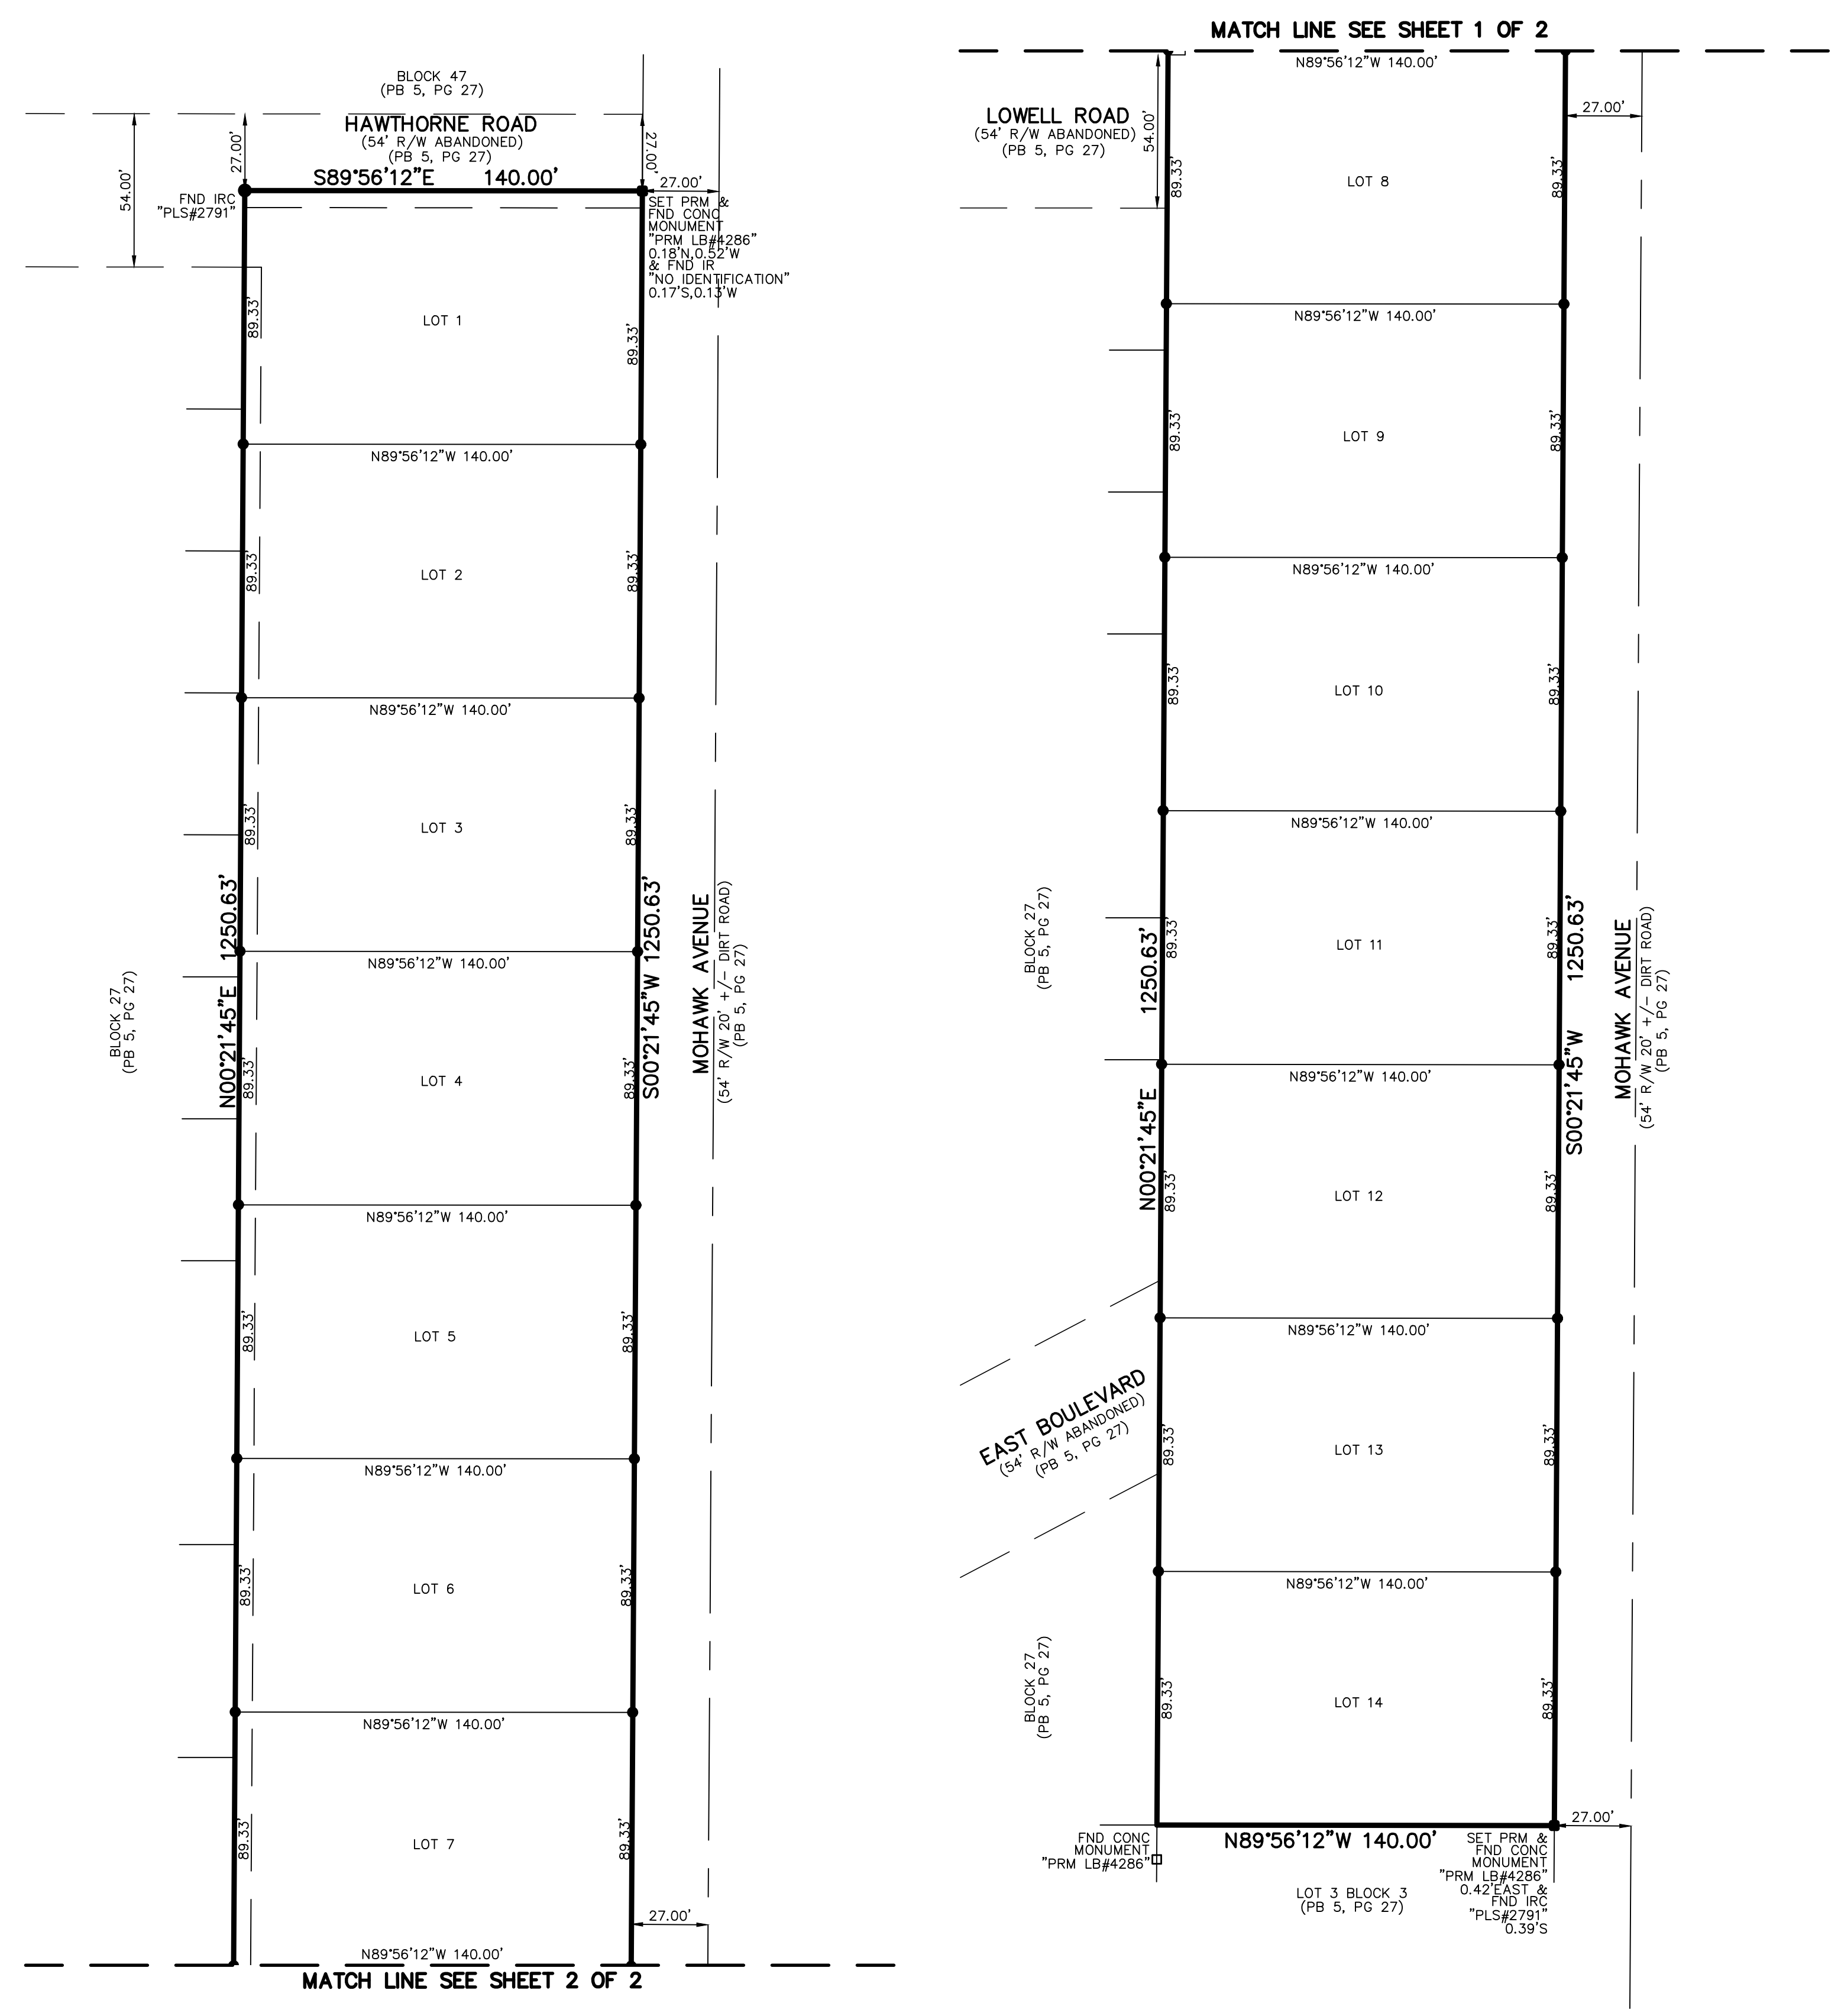 BLOCK 47
(PB 5, PG 27)
HAWTHORNE ROAD
(54' R/W ABANDONED)
(PB 5, PG 27)
S89°56'12"E 140.00'
27.00'
54.00'
27.00'
27.00'
FND IRC
"PLS#2791"
SET PRM &
FND CONC
MONUMENT
"PRM LB#4286"
0.18'N,0.52'W
& FND IR
"NO IDENTIFICATION"
0.17'S,0.13'W
89.33'
LOT 1
89.33'
N89°56'12"W 140.00'
89.33'
LOT 2
89.33'
N89°56'12"W 140.00'
89.33'
LOT 3
89.33'
N00°21'45"E 1250.63'
S00°21'45"W 1250.63'
MOHAWK AVENUE
(54' R/W 20' +/- DIRT ROAD)
(PB 5, PG 27)
BLOCK 27
(PB 5, PG 27)
N89°56'12"W 140.00'
89.33'
LOT 4
89.33'
N89°56'12"W 140.00'
89.33'
LOT 5
89.33'
N89°56'12"W 140.00'
89.33'
LOT 6
89.33'
N89°56'12"W 140.00'
89.33'
LOT 7
89.33'
27.00'
N89°56'12"W 140.00'
MATCH LINE SEE SHEET 2 OF 2
MATCH LINE SEE SHEET 1 OF 2
N89°56'12"W 140.00'
27.00'
LOWELL ROAD
(54' R/W ABANDONED)
(PB 5, PG 27)
54.00'
89.33'
LOT 8
89.33'
N89°56'12"W 140.00'
89.33'
LOT 9
89.33'
N89°56'12"W 140.00'
89.33'
LOT 10
89.33'
N89°56'12"W 140.00'
BLOCK 27
(PB 5, PG 27)
89.33'
LOT 11
89.33'
N00°21'45"E 1250.63'
S00°21'45"W 1250.63'
MOHAWK AVENUE
(54' R/W 20' +/- DIRT ROAD)
(PB 5, PG 27)
N89°56'12"W 140.00'
89.33'
LOT 12
89.33'
N89°56'12"W 140.00'
EAST BOULEVARD
(54' R/W ABANDONED)
(PB 5, PG 27)
89.33'
LOT 13
89.33'
N89°56'12"W 140.00'
BLOCK 27
(PB 5, PG 27)
89.33'
LOT 14
89.33'
27.00'
N89°56'12"W 140.00'
FND CONC
MONUMENT
"PRM LB#4286"
SET PRM &
FND CONC
MONUMENT
"PRM LB#4286"
0.42'EAST &
FND IRC
"PLS#2791"
0.39'S
LOT 3 BLOCK 3
(PB 5, PG 27)